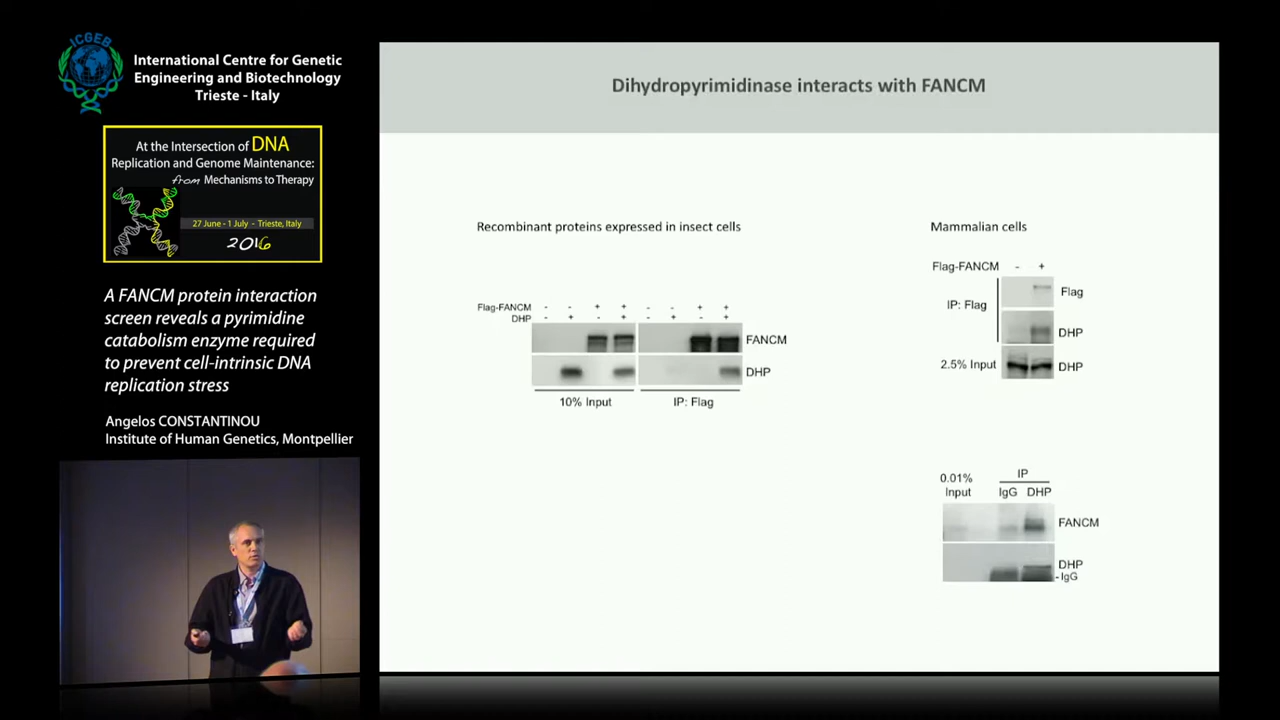 ICGEB
International Centre for Genetic
Engineering and Biotechnology
Trieste - Italy
At the Intersection of DNA
Replication and Genome Maintenance:
from Mechanisms to Therapy
27 June - 1 July - Trieste, Italy
2016
A FANCM protein interaction
screen reveals a pyrimidine
catabolism enzyme required
to prevent cell-intrinsic DNA
replication stress
Angelos CONSTANTINOU
Institute of Human Genetics, Montpellier
Dihydropyrimidinase interacts with FANCM
Recombinant proteins expressed in insect cells
Flag-FANCM - - + + - - + +
DHP - + - + - + - +
FANCM
DHP
10% Input IP: Flag
Mammalian cells
Flag-FANCM - +
IP: Flag
Flag
DHP
2.5% Input DHP
0.01% Input
IP
IgG DHP
FANCM
DHP
-IgG